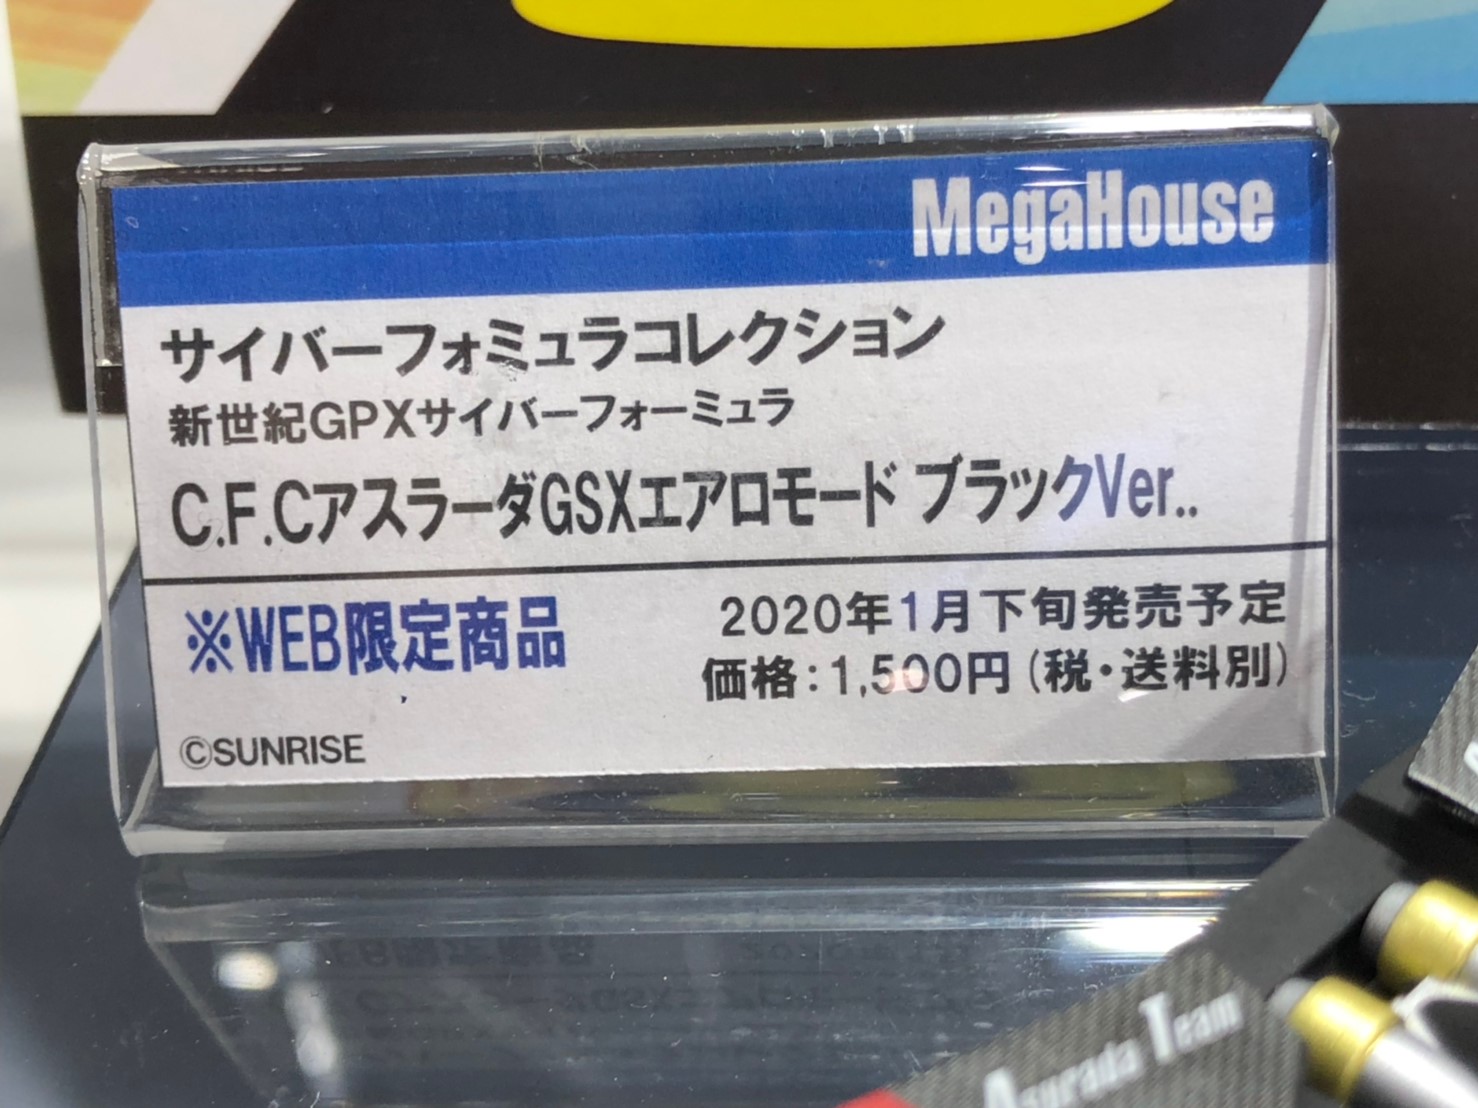 MegaHouse
サイバーフォミュラコレクション
新世紀GPXサイバーフォーミュラ
C.F.CアスラーダGSXエアロモード ブラックVer..
※WEB限定商品
2020年1月下旬発売予定
価格:1,500円(税・送料別)
©SUNRISE
Asurada Team